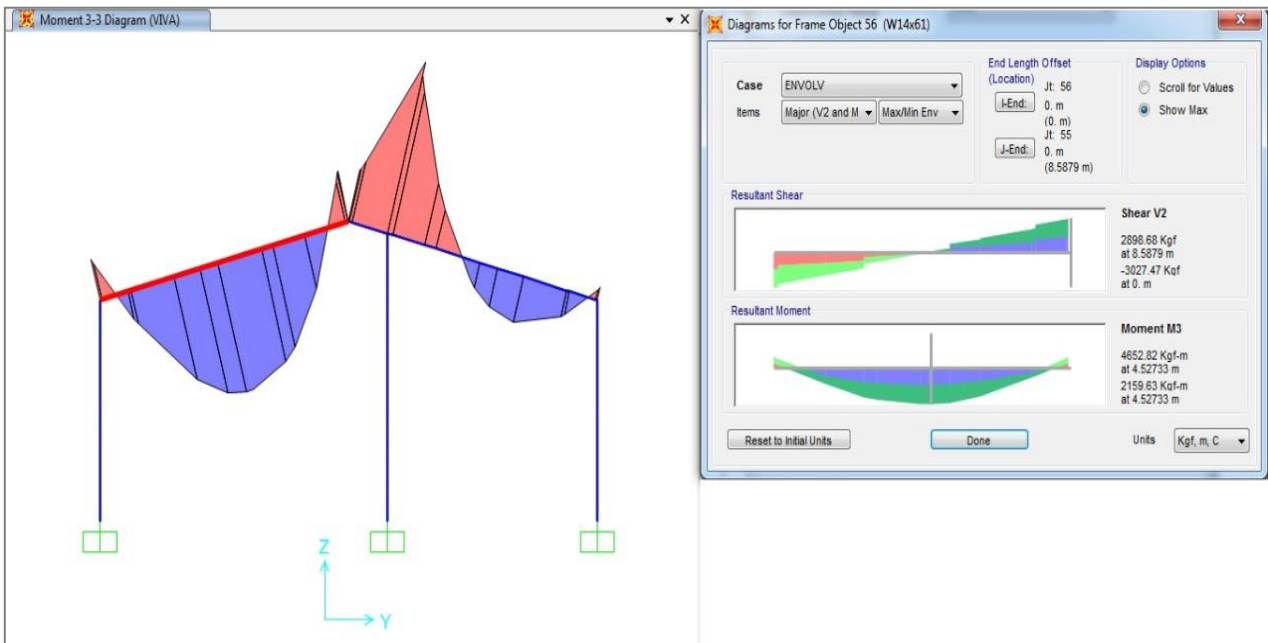 Moment 3-3 Diagram (VIVA)
X
Z
Y
Diagrams for Frame Object 56 (W14x61)
X
Case
ENVOLV
Items
Major (V2 and M
Max/Min Env
End Length Offset
(Location)
I-End:
Jt: 56
0. m
(0. m)
J-End:
Jt: 55
0. m
(8.5879 m)
Display Options
Scroll for Values
Show Max
Resultant Shear
Shear V2
2898.68 Kgf
at 8.5879 m
-3027.47 Kgf
at 0. m
Resultant Moment
Moment M3
4652.82 Kgf-m
at 4.52733 m
2159.63 Kgf-m
at 4.52733 m
Reset to Initial Units
Done
Units
Kgf, m, C